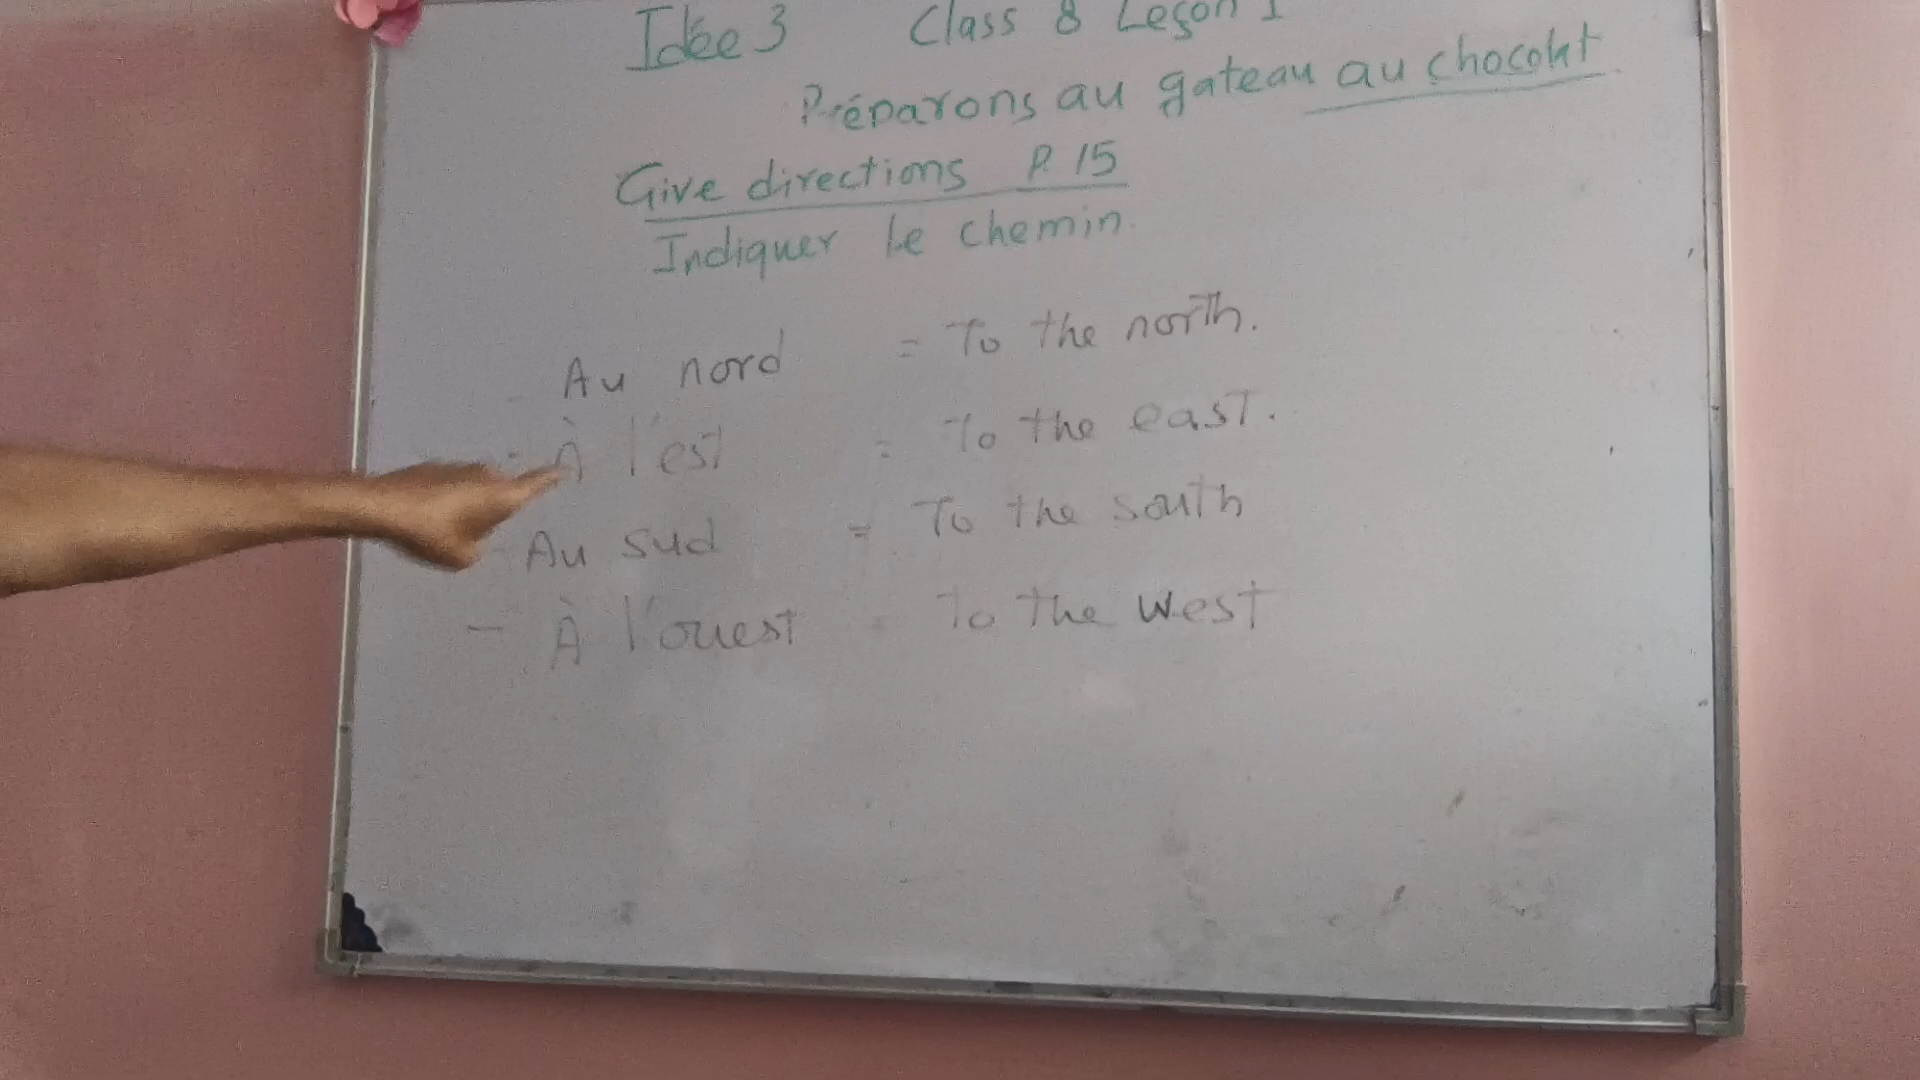 Idée 3 Class 8 Leçon 1
Préparons au gateau au chocolat
Give directions P. 15
Indiquer le chemin.
- Au nord = To the north.
- À l'est = To the east.
- Au sud = To the south
- À l'ouest = To the west